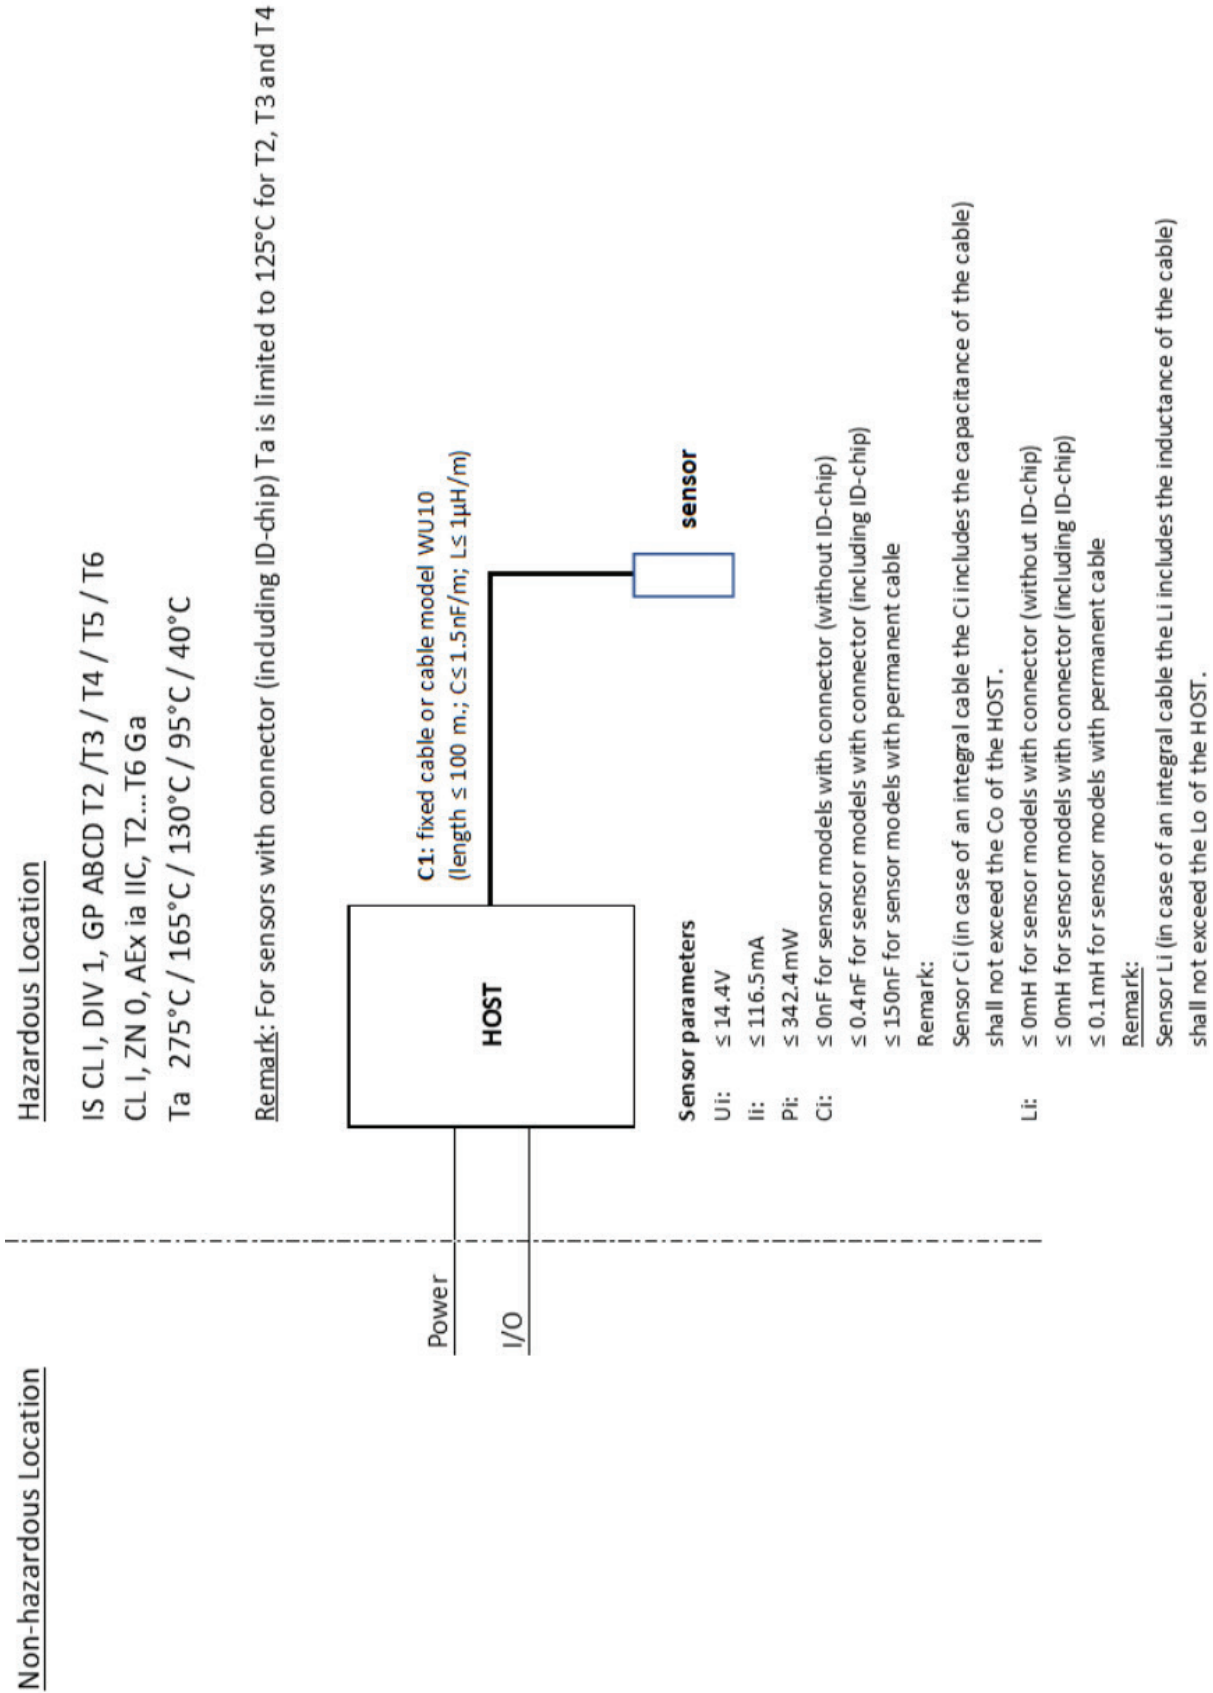 Non-hazardous Location
Hazardous Location
IS CL I, DIV 1, GP ABCD T2 /T3 / T4 / T5 / T6
CL I, ZN 0, AEx ia IIC, T2...T6 Ga
Ta 275°C / 165°C / 130°C / 95°C / 40°C
Remark: For sensors with connector (including ID-chip) Ta is limited to 125°C for T2, T3 and T4
C1: fixed cable or cable model WU10
(length ≤ 100 m.; C≤ 1.5nF/m; L≤ 1µH/m)
Power
I/O
HOST
sensor
Sensor parameters
Ui: ≤ 14.4V
Ii: ≤ 116.5mA
Pi: ≤ 342.4mW
Ci: ≤ 0nF for sensor models with connector (without ID-chip)
≤ 0.4nF for sensor models with connector (including ID-chip)
≤ 150nF for sensor models with permanent cable
Remark:
Sensor Ci (in case of an integral cable the Ci includes the capacitance of the cable)
shall not exceed the Co of the HOST.
Li: ≤ 0mH for sensor models with connector (without ID-chip)
≤ 0mH for sensor models with connector (including ID-chip)
≤ 0.1mH for sensor models with permanent cable
Remark:
Sensor Li (in case of an integral cable the Li includes the inductance of the cable)
shall not exceed the Lo of the HOST.